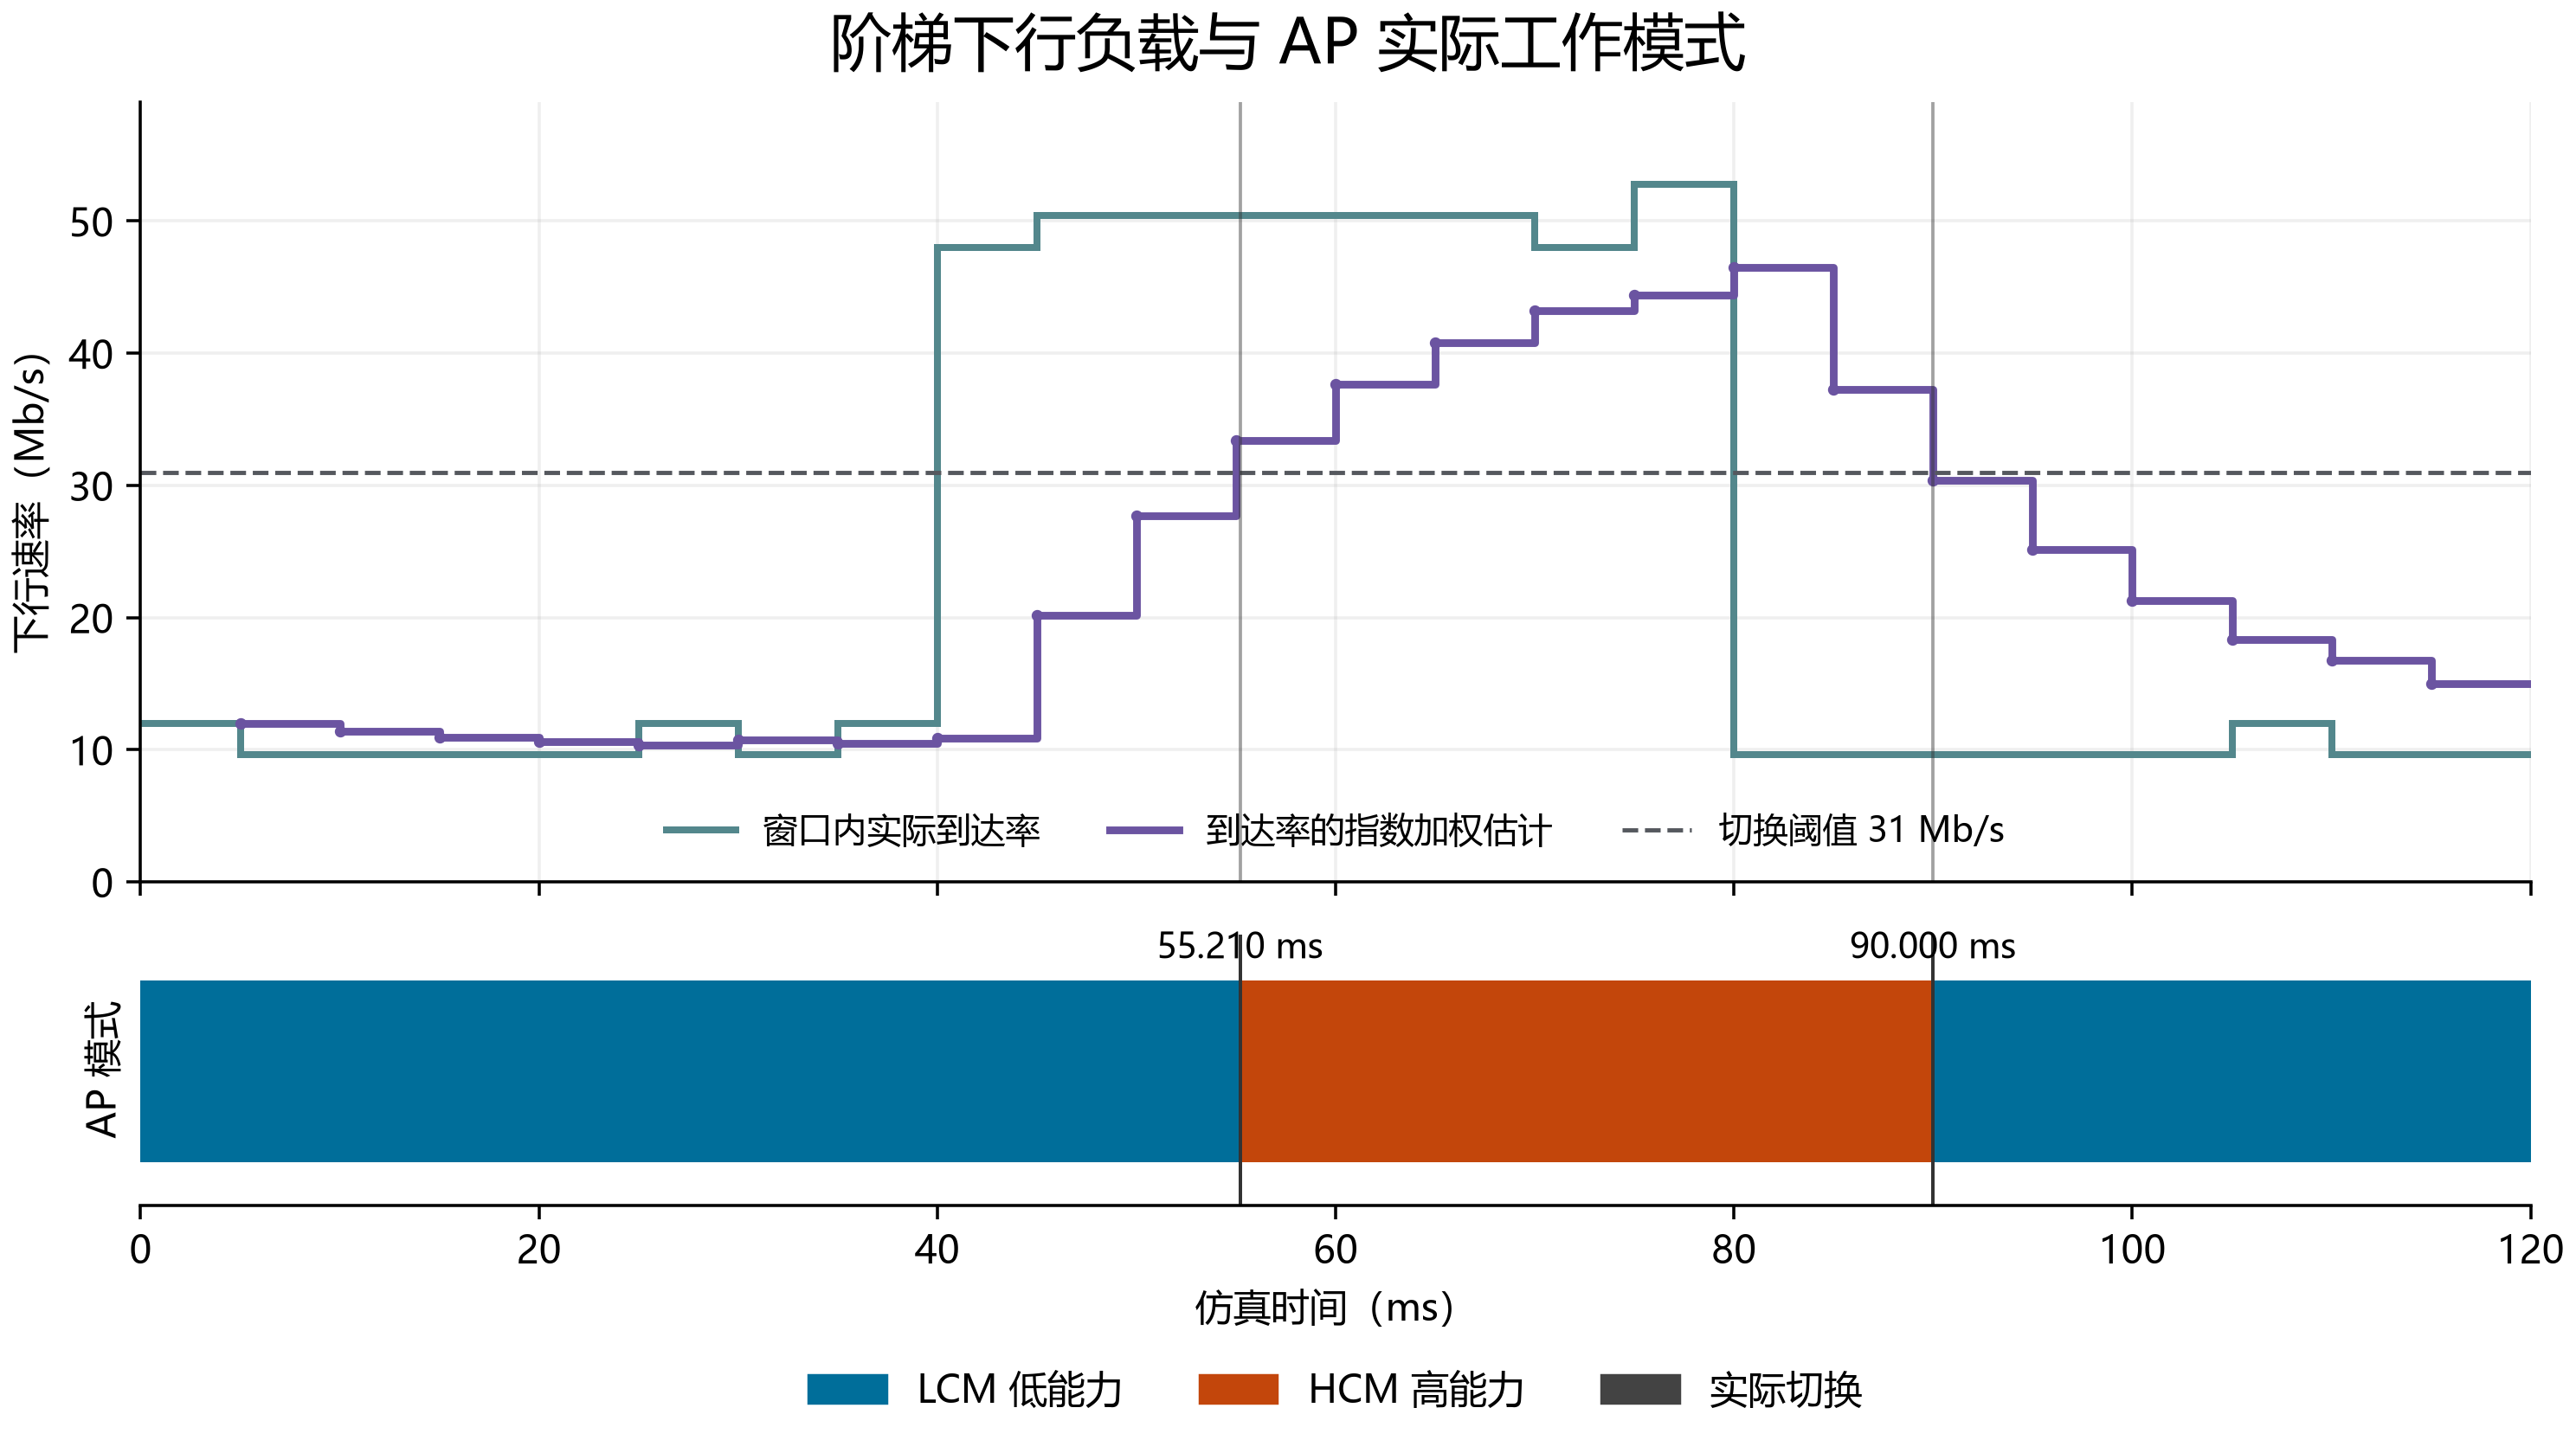 阶梯下行负载与 AP 实际工作模式
下行速率（Mb/s）
50
40
30
20
10
0
窗口内实际到达率 到达率的指数加权估计 切换阈值 31 Mb/s
55.210 ms 90.000 ms
AP 模式
0 20 40 60 80 100 120
仿真时间（ms）
LCM 低能力 HCM 高能力 实际切换